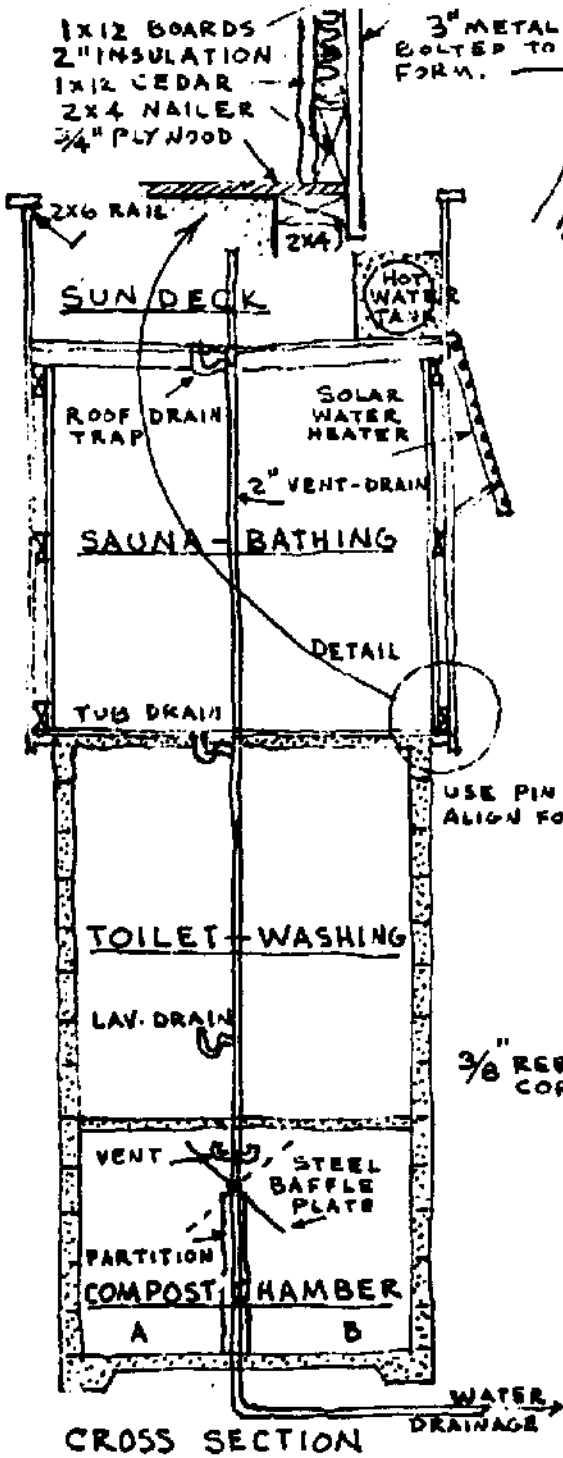 1X12 BOARDS
2" INSULATION
1X12 CEDAR
2X4 NAILER
3/4" PLYWOOD
3" METAL
BOLTED TO
FORM.
2X6 RAIL
2X4
SUN DECK
HOT
WATER
TANK
ROOF DRAIN
TRAP
SOLAR
WATER
HEATER
2" VENT-DRAIN
SAUNA - BATHING
DETAIL
TUB DRAIN
USE PIN
ALIGN FO
TOILET - WASHING
LAV. DRAIN
3/8" REB
COR
VENT
STEEL
BAFFLE
PLATE
PARTITION
COMPOST CHAMBER
A B
WATER
DRAINAGE
CROSS SECTION